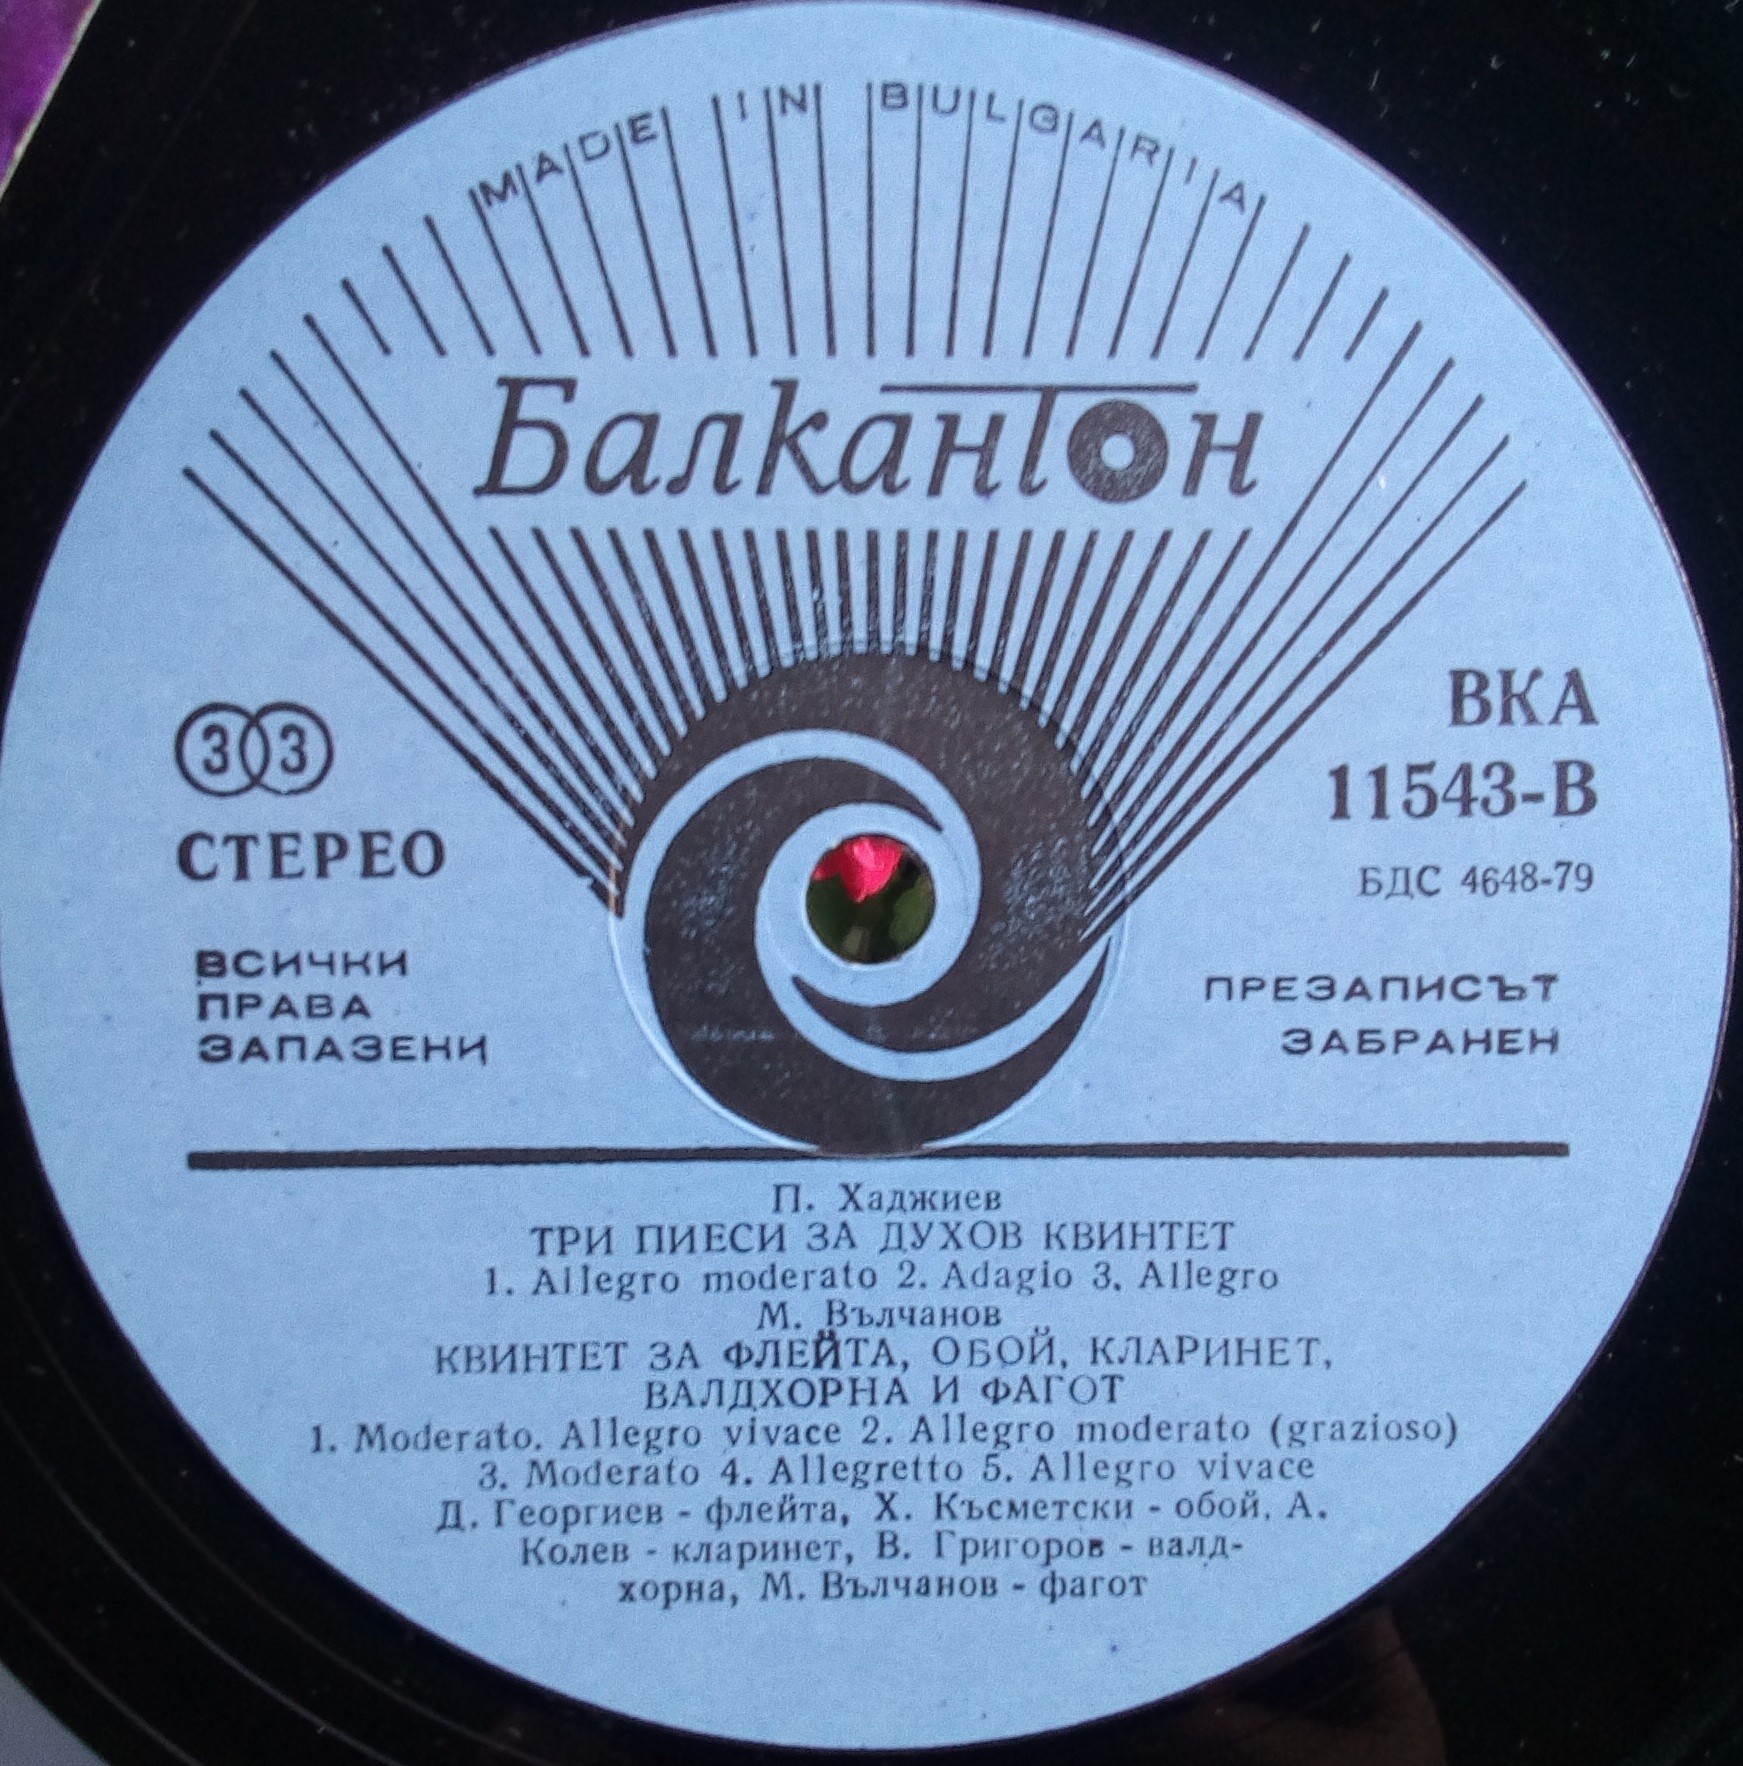 MADE IN BULGARIA
Балкантон
33
СТЕРЕО
ВСИЧКИ
ПРАВА
ЗАПАЗЕНИ
ВКА
11543-В
БДС 4648-79
ПРЕЗАПИСЪТ
ЗАБРАНЕН
П. Хаджиев
ТРИ ПИЕСИ ЗА ДУХОВ КВИНТЕТ
1. Allegro moderato 2. Adagio 3. Allegro
М. Вълчанов
КВИНТЕТ ЗА ФЛЕЙТА, ОБОЙ, КЛАРИНЕТ,
ВАЛДХОРНА И ФАГОТ
1. Moderato. Allegro vivace 2. Allegro moderato (grazioso)
3. Moderato 4. Allegretto 5. Allegro vivace
Д. Георгиев - флейта, Х. Късметски - обой, А.
Колев - кларинет, В. Григоров - валд-
хорна, М. Вълчанов - фагот